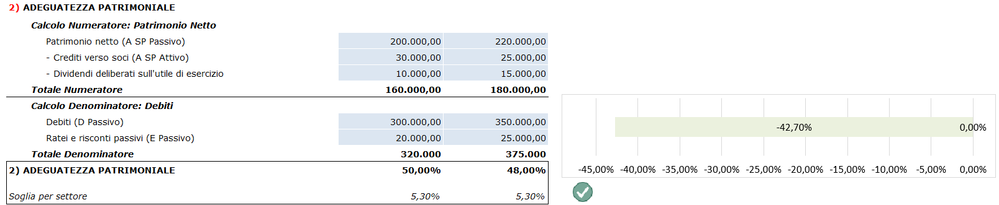 2) ADEGUATEZZA PATRIMONIALE
Calcolo Numeratore: Patrimonio Netto
Patrimonio netto (A SP Passivo) 200.000,00 220.000,00
- Crediti verso soci (A SP Attivo) 30.000,00 25.000,00
- Dividendi deliberati sull'utile di esercizio 10.000,00 15.000,00
Totale Numeratore 160.000,00 180.000,00
Calcolo Denominatore: Debiti
Debiti (D Passivo) 300.000,00 350.000,00
Ratei e risconti passivi (E Passivo) 20.000,00 25.000,00
Totale Denominatore 320.000 375.000
2) ADEGUATEZZA PATRIMONIALE 50,00% 48,00%
Soglia per settore 5,30% 5,30%
-42,70% 0,00%
-45,00% -40,00% -35,00% -30,00% -25,00% -20,00% -15,00% -10,00% -5,00% 0,00%